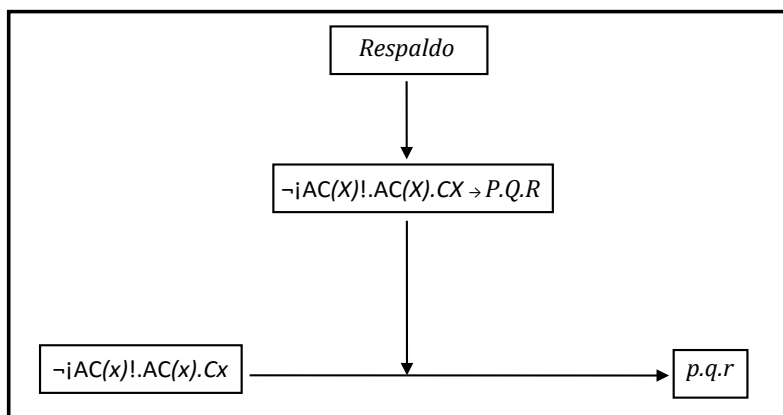 Respaldo
¬¡AC(X)!.AC(X).CX → P.Q.R
¬¡AC(x)!.AC(x).Cx
p.q.r